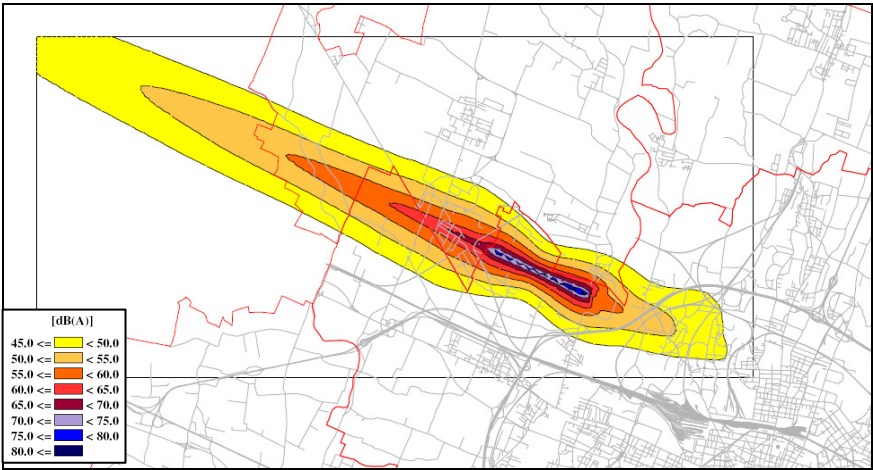 [dB(A)]
45.0 <= < 50.0
50.0 <= < 55.0
55.0 <= < 60.0
60.0 <= < 65.0
65.0 <= < 70.0
70.0 <= < 75.0
75.0 <= < 80.0
80.0 <=